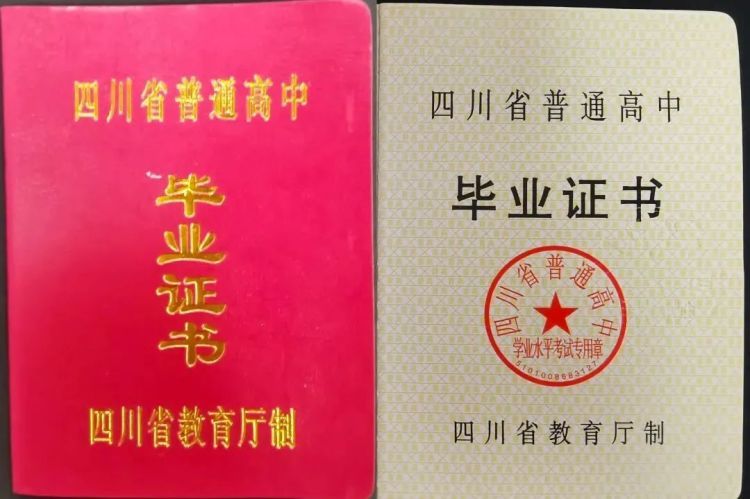 四川省普通高中
毕业证书
四川省教育厅制
四川省普通高中
毕业证书
四川省普通高中
学业水平考试专用章
5101008683127
四川省教育厅制